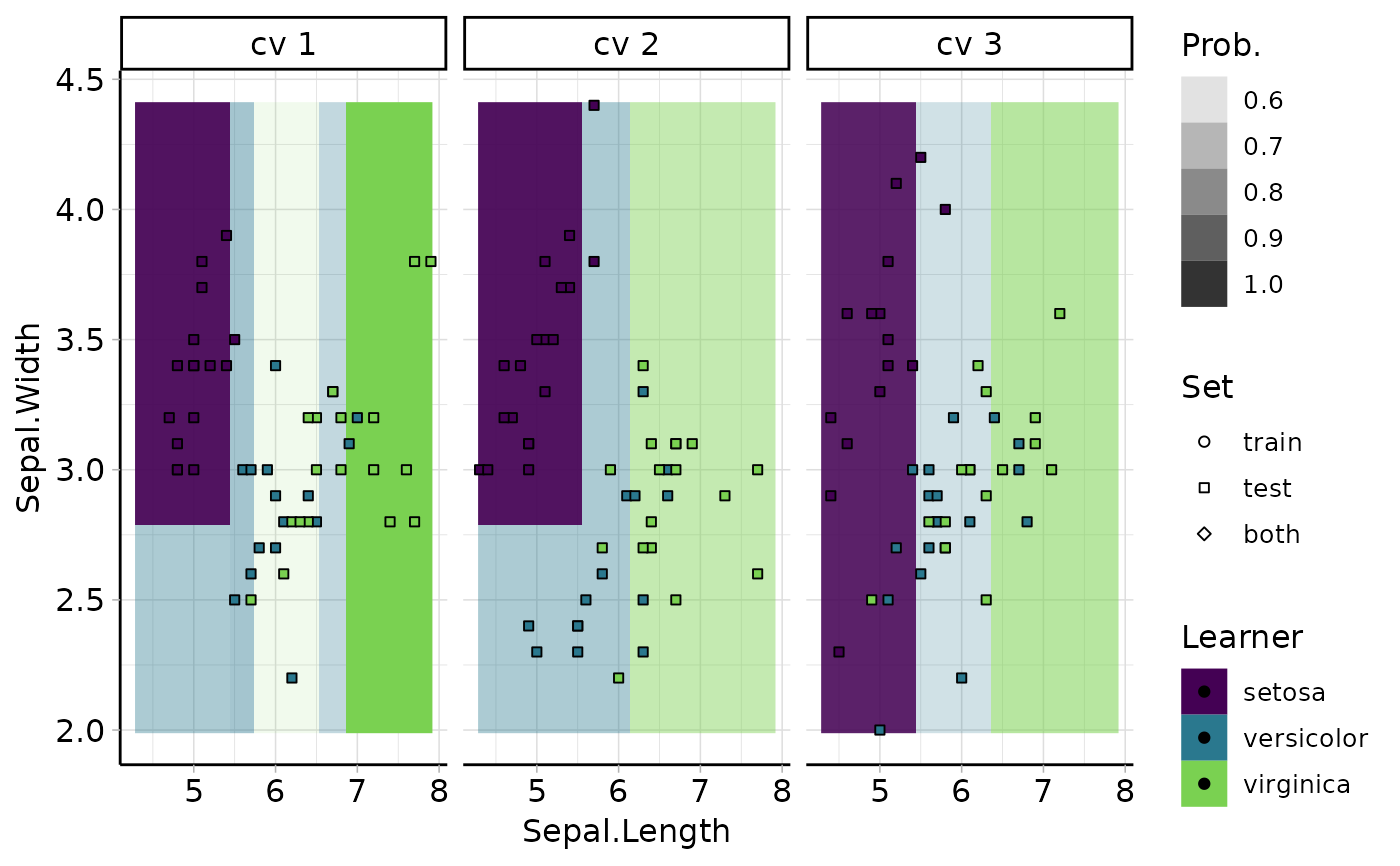 cv 1
cv 2
cv 3
4.5
4.0
3.5
3.0
2.5
2.0
Sepal.Width
5 6 7 8
5 6 7 8
5 6 7 8
Sepal.Length
Prob.
0.6
0.7
0.8
0.9
1.0
Set
train
test
both
Learner
setosa
versicolor
virginica